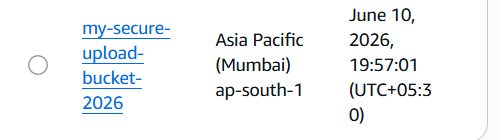 my-secure-
upload-
bucket-
2026
Asia Pacific
(Mumbai)
ap-south-1
June 10,
2026,
19:57:01
(UTC+05:3
0)